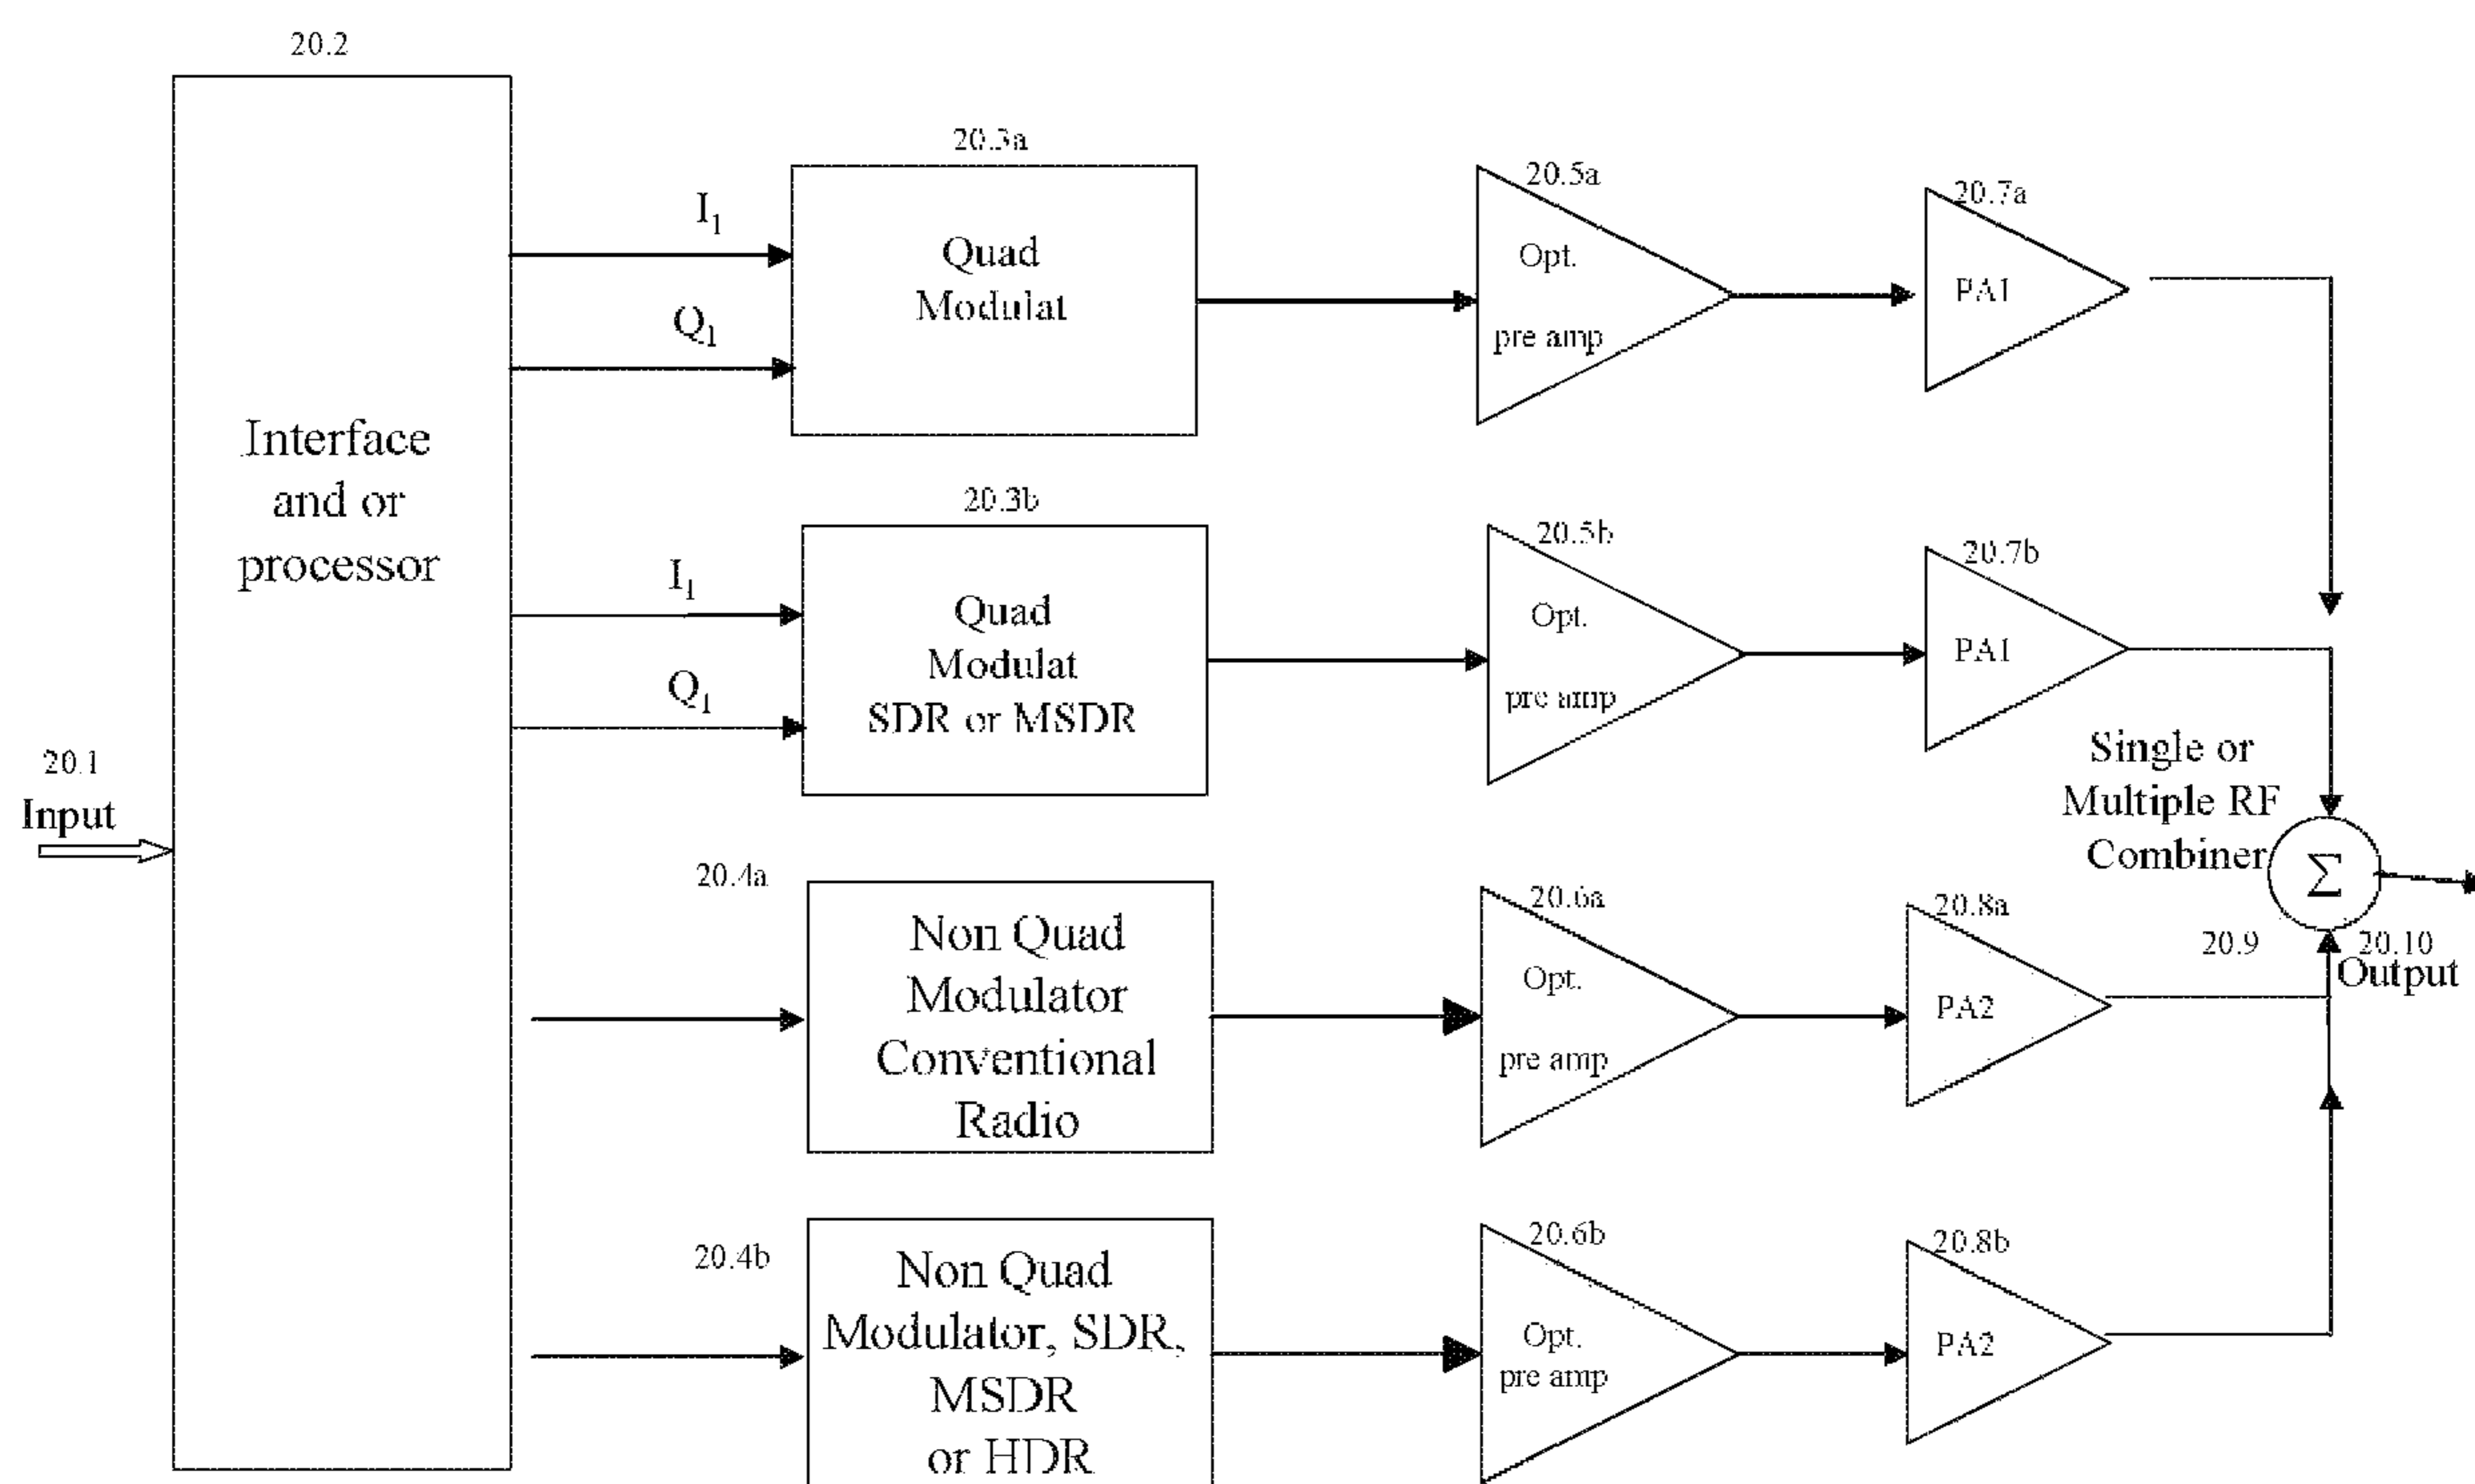 20.2
20.3a
20.5a
20.7a
I1
Quad
Modulat
Opt.
pre amp
PA1
Q1
Interface
and or
processor
20.3b
20.5b
20.7b
I1
Quad
Modulat
SDR or MSDR
Opt.
pre amp
PA1
Q1
20.1
Input
Single or
Multiple RF
Combiner
Σ
20.9
20.10
Output
20.4a
Non Quad
Modulator
Conventional
Radio
20.6a
Opt.
pre amp
20.8a
PA2
20.4b
Non Quad
Modulator, SDR,
MSDR
or HDR
20.6b
Opt.
pre amp
20.8b
PA2